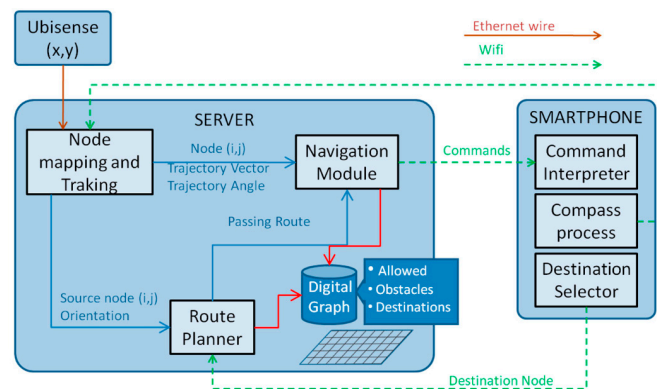 Ubisense
(x,y)
Ethernet wire
Wifi
SERVER
SMARTPHONE
Node
mapping and
Traking
Node (i,j)
Trajectory Vector
Trajectory Angle
Navigation
Module
Commands
Command
Interpreter
Compass
process
Passing Route
Destination
Selector
Digital
Graph
• Allowed
• Obstacles
• Destinations
Source node (i,j)
Orientation
Route
Planner
Destination Node